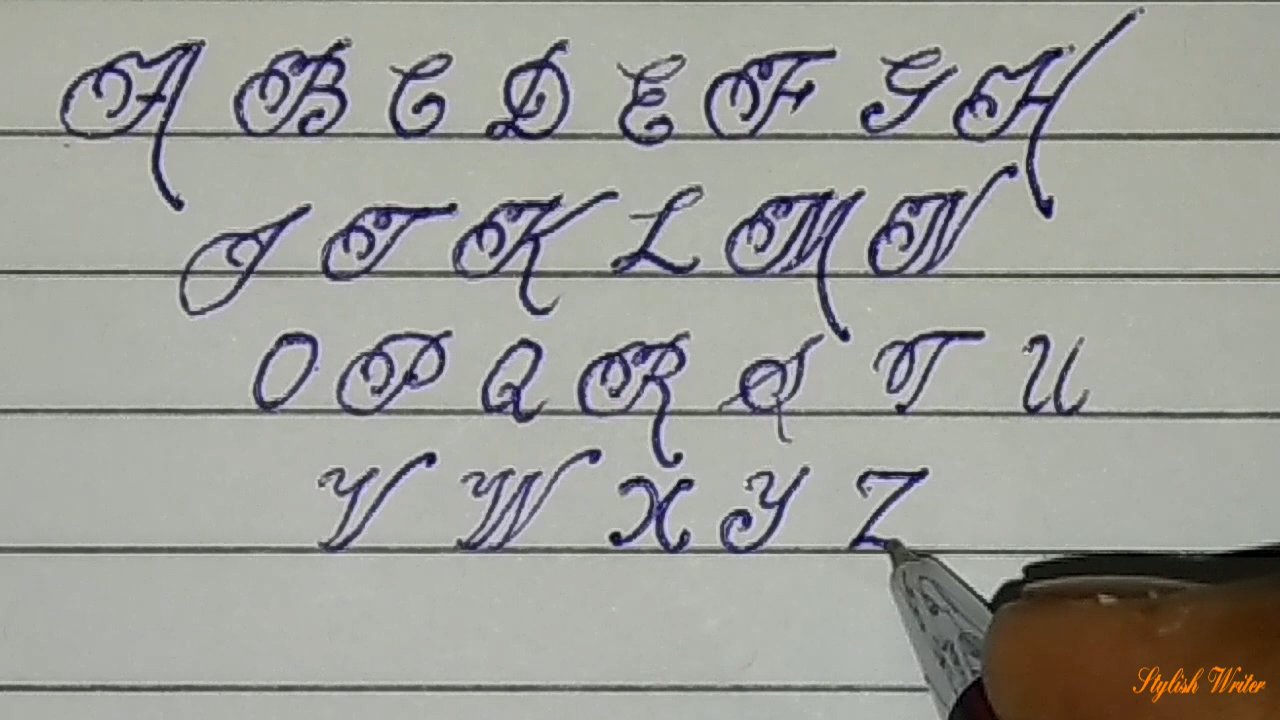 A B C D E F G H
I J K L M N
O P Q R S T U
V W X Y Z
Stylish Writer